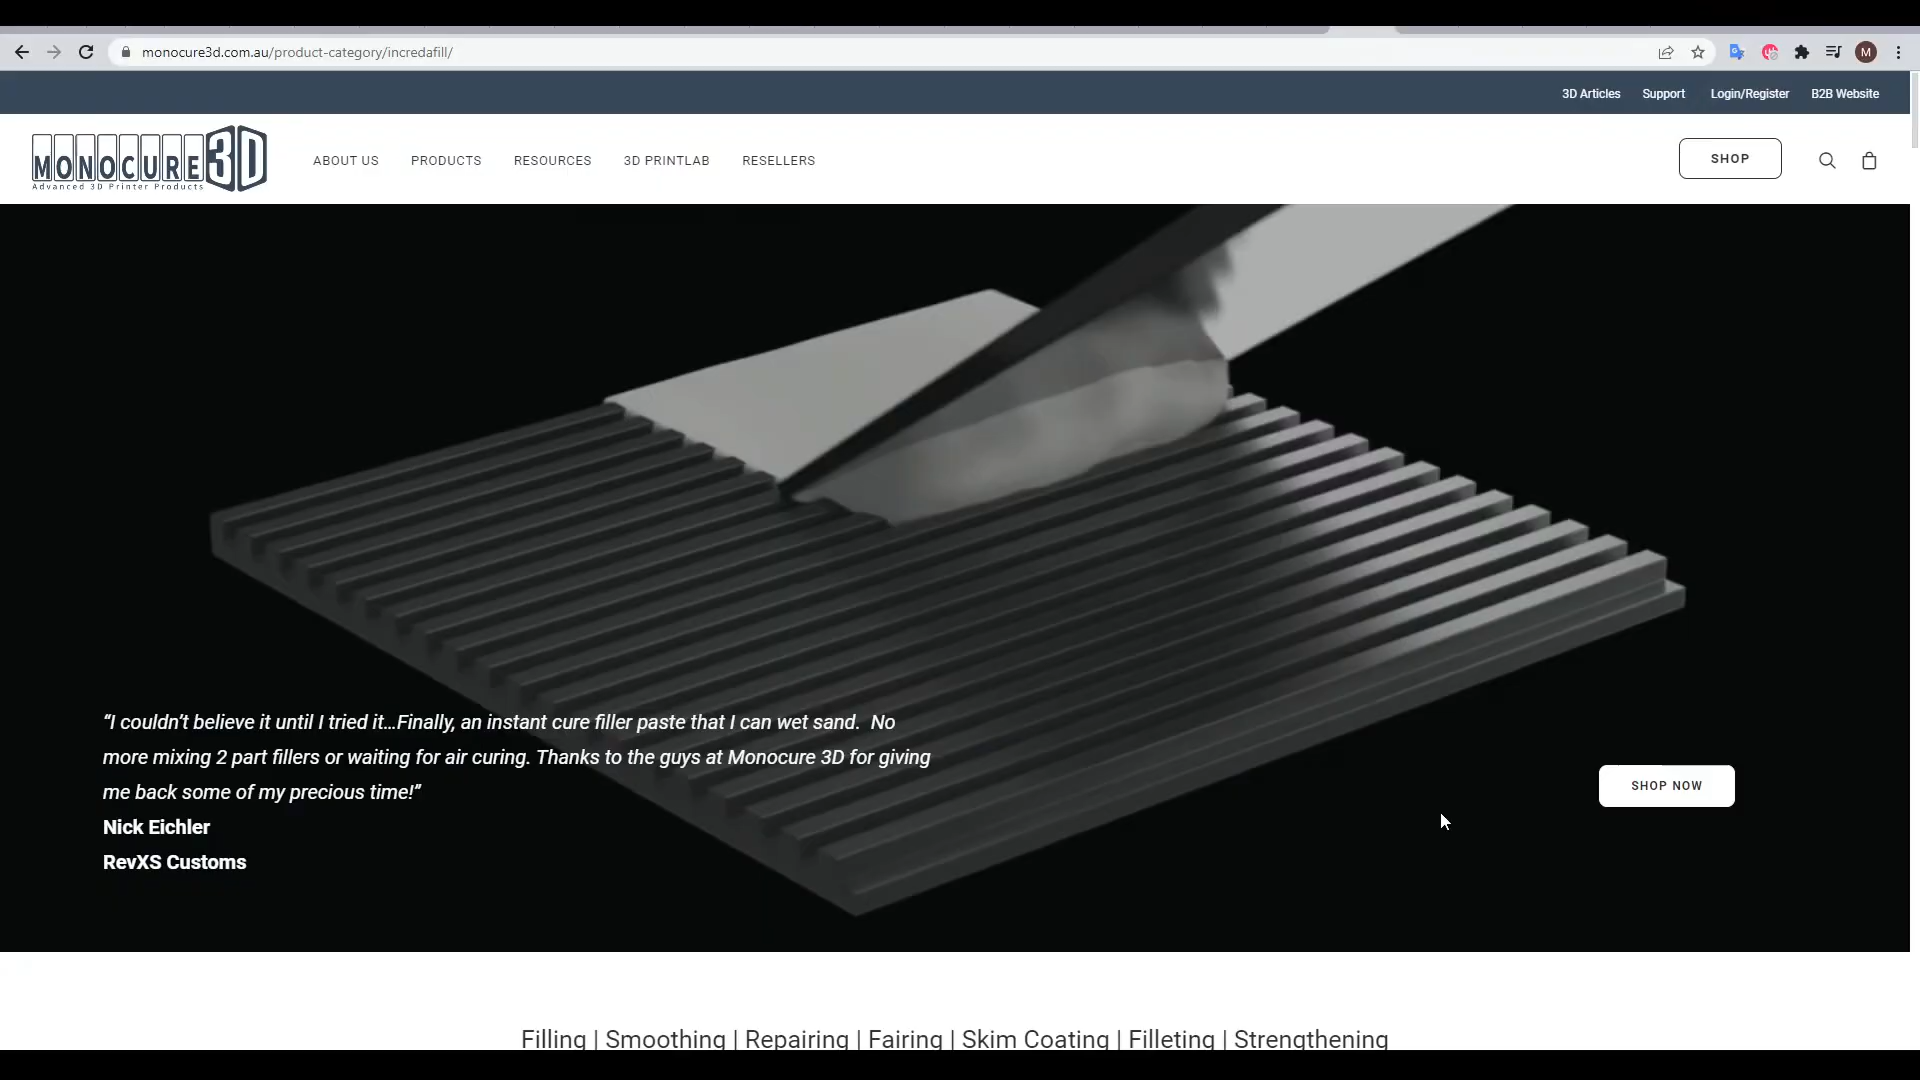 monocure3d.com.au/product-category/incredafill/
M
3D Articles Support Login/Register B2B Website
MONOCURE3D
Advanced 3D Printer Products
ABOUT US PRODUCTS RESOURCES 3D PRINTLAB RESELLERS
SHOP
“I couldn’t believe it until I tried it…Finally, an instant cure filler paste that I can wet sand. No
more mixing 2 part fillers or waiting for air curing. Thanks to the guys at Monocure 3D for giving
me back some of my precious time!”
Nick Eichler
RevXS Customs
SHOP NOW
Filling | Smoothing | Repairing | Fairing | Skim Coating | Filleting | Strengthening